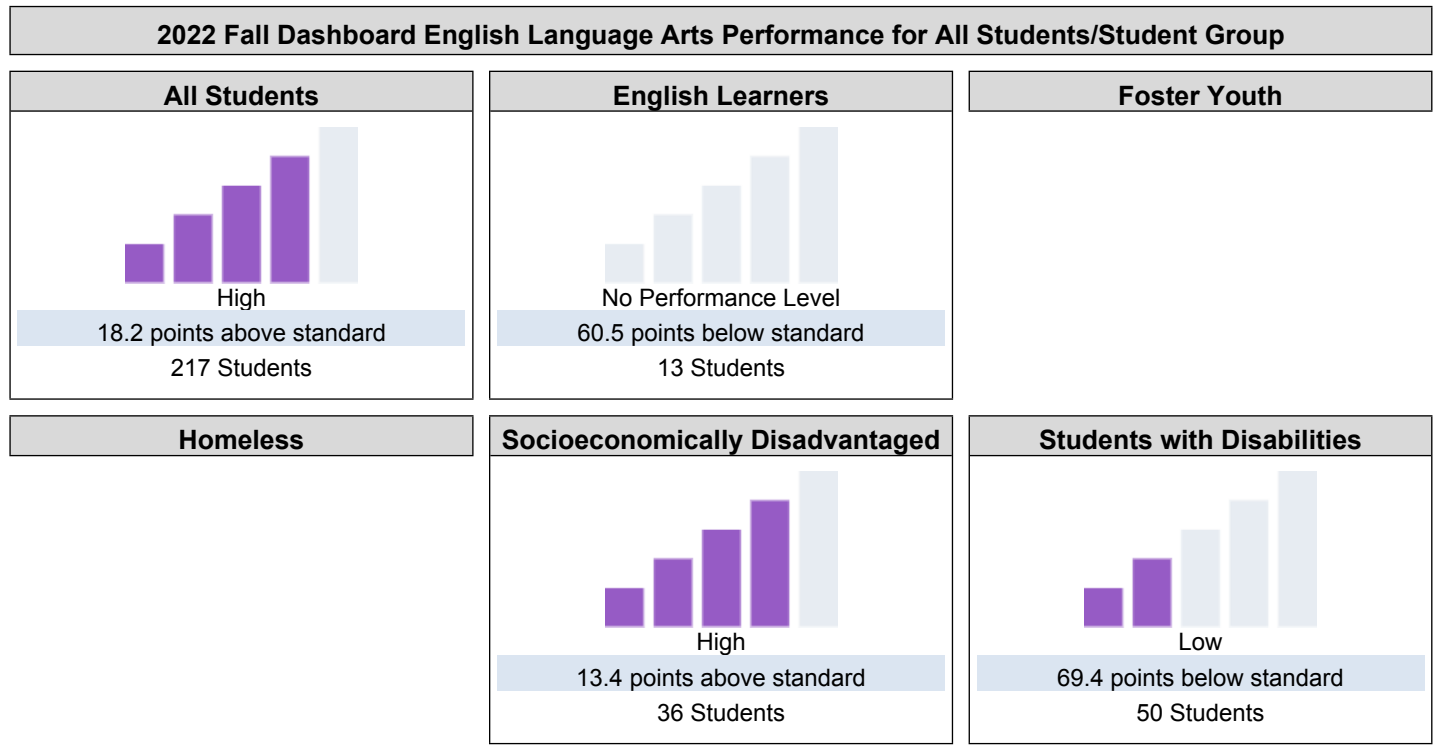 2022 Fall Dashboard English Language Arts Performance for All Students/Student Group
All Students
High
18.2 points above standard
217 Students
English Learners
No Performance Level
60.5 points below standard
13 Students
Foster Youth
Homeless
Socioeconomically Disadvantaged
High
13.4 points above standard
36 Students
Students with Disabilities
Low
69.4 points below standard
50 Students